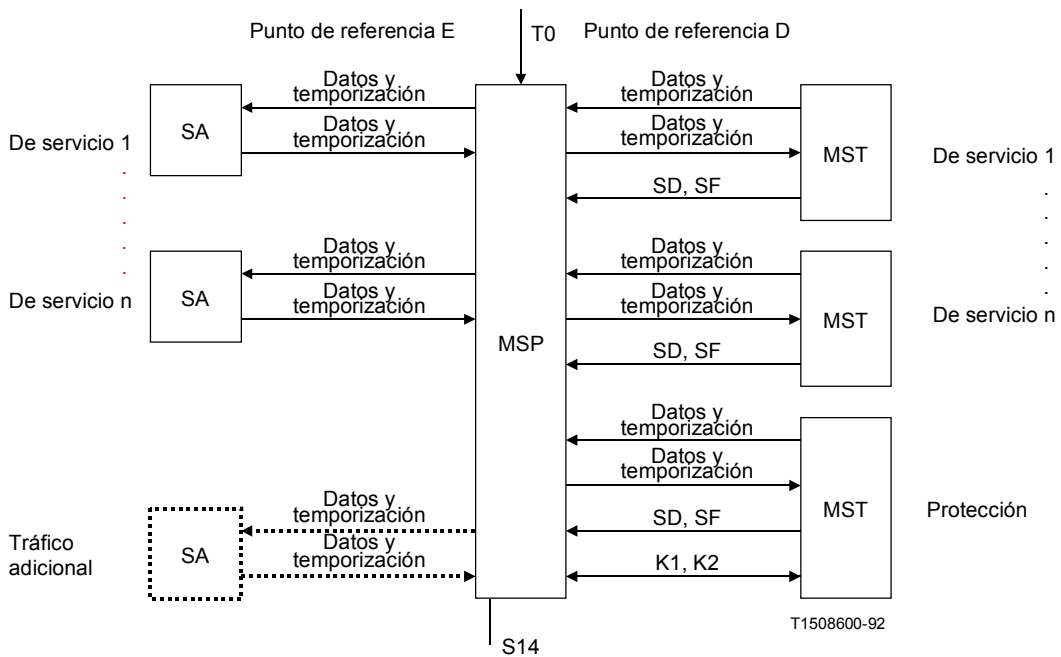 Punto de referencia E
T0
Punto de referencia D
Datos y
temporización
Datos y
temporización
Datos y
temporización
Datos y
temporización
De servicio 1
SA
MST
De servicio 1
SD, SF
Datos y
temporización
Datos y
temporización
Datos y
temporización
Datos y
temporización
De servicio n
SA
MST
De servicio n
MSP
SD, SF
Datos y
temporización
Datos y
temporización
Datos y
temporización
Datos y
temporización
Tráfico
adicional
SA
MST
Protección
SD, SF
K1, K2
T1508600-92
S14